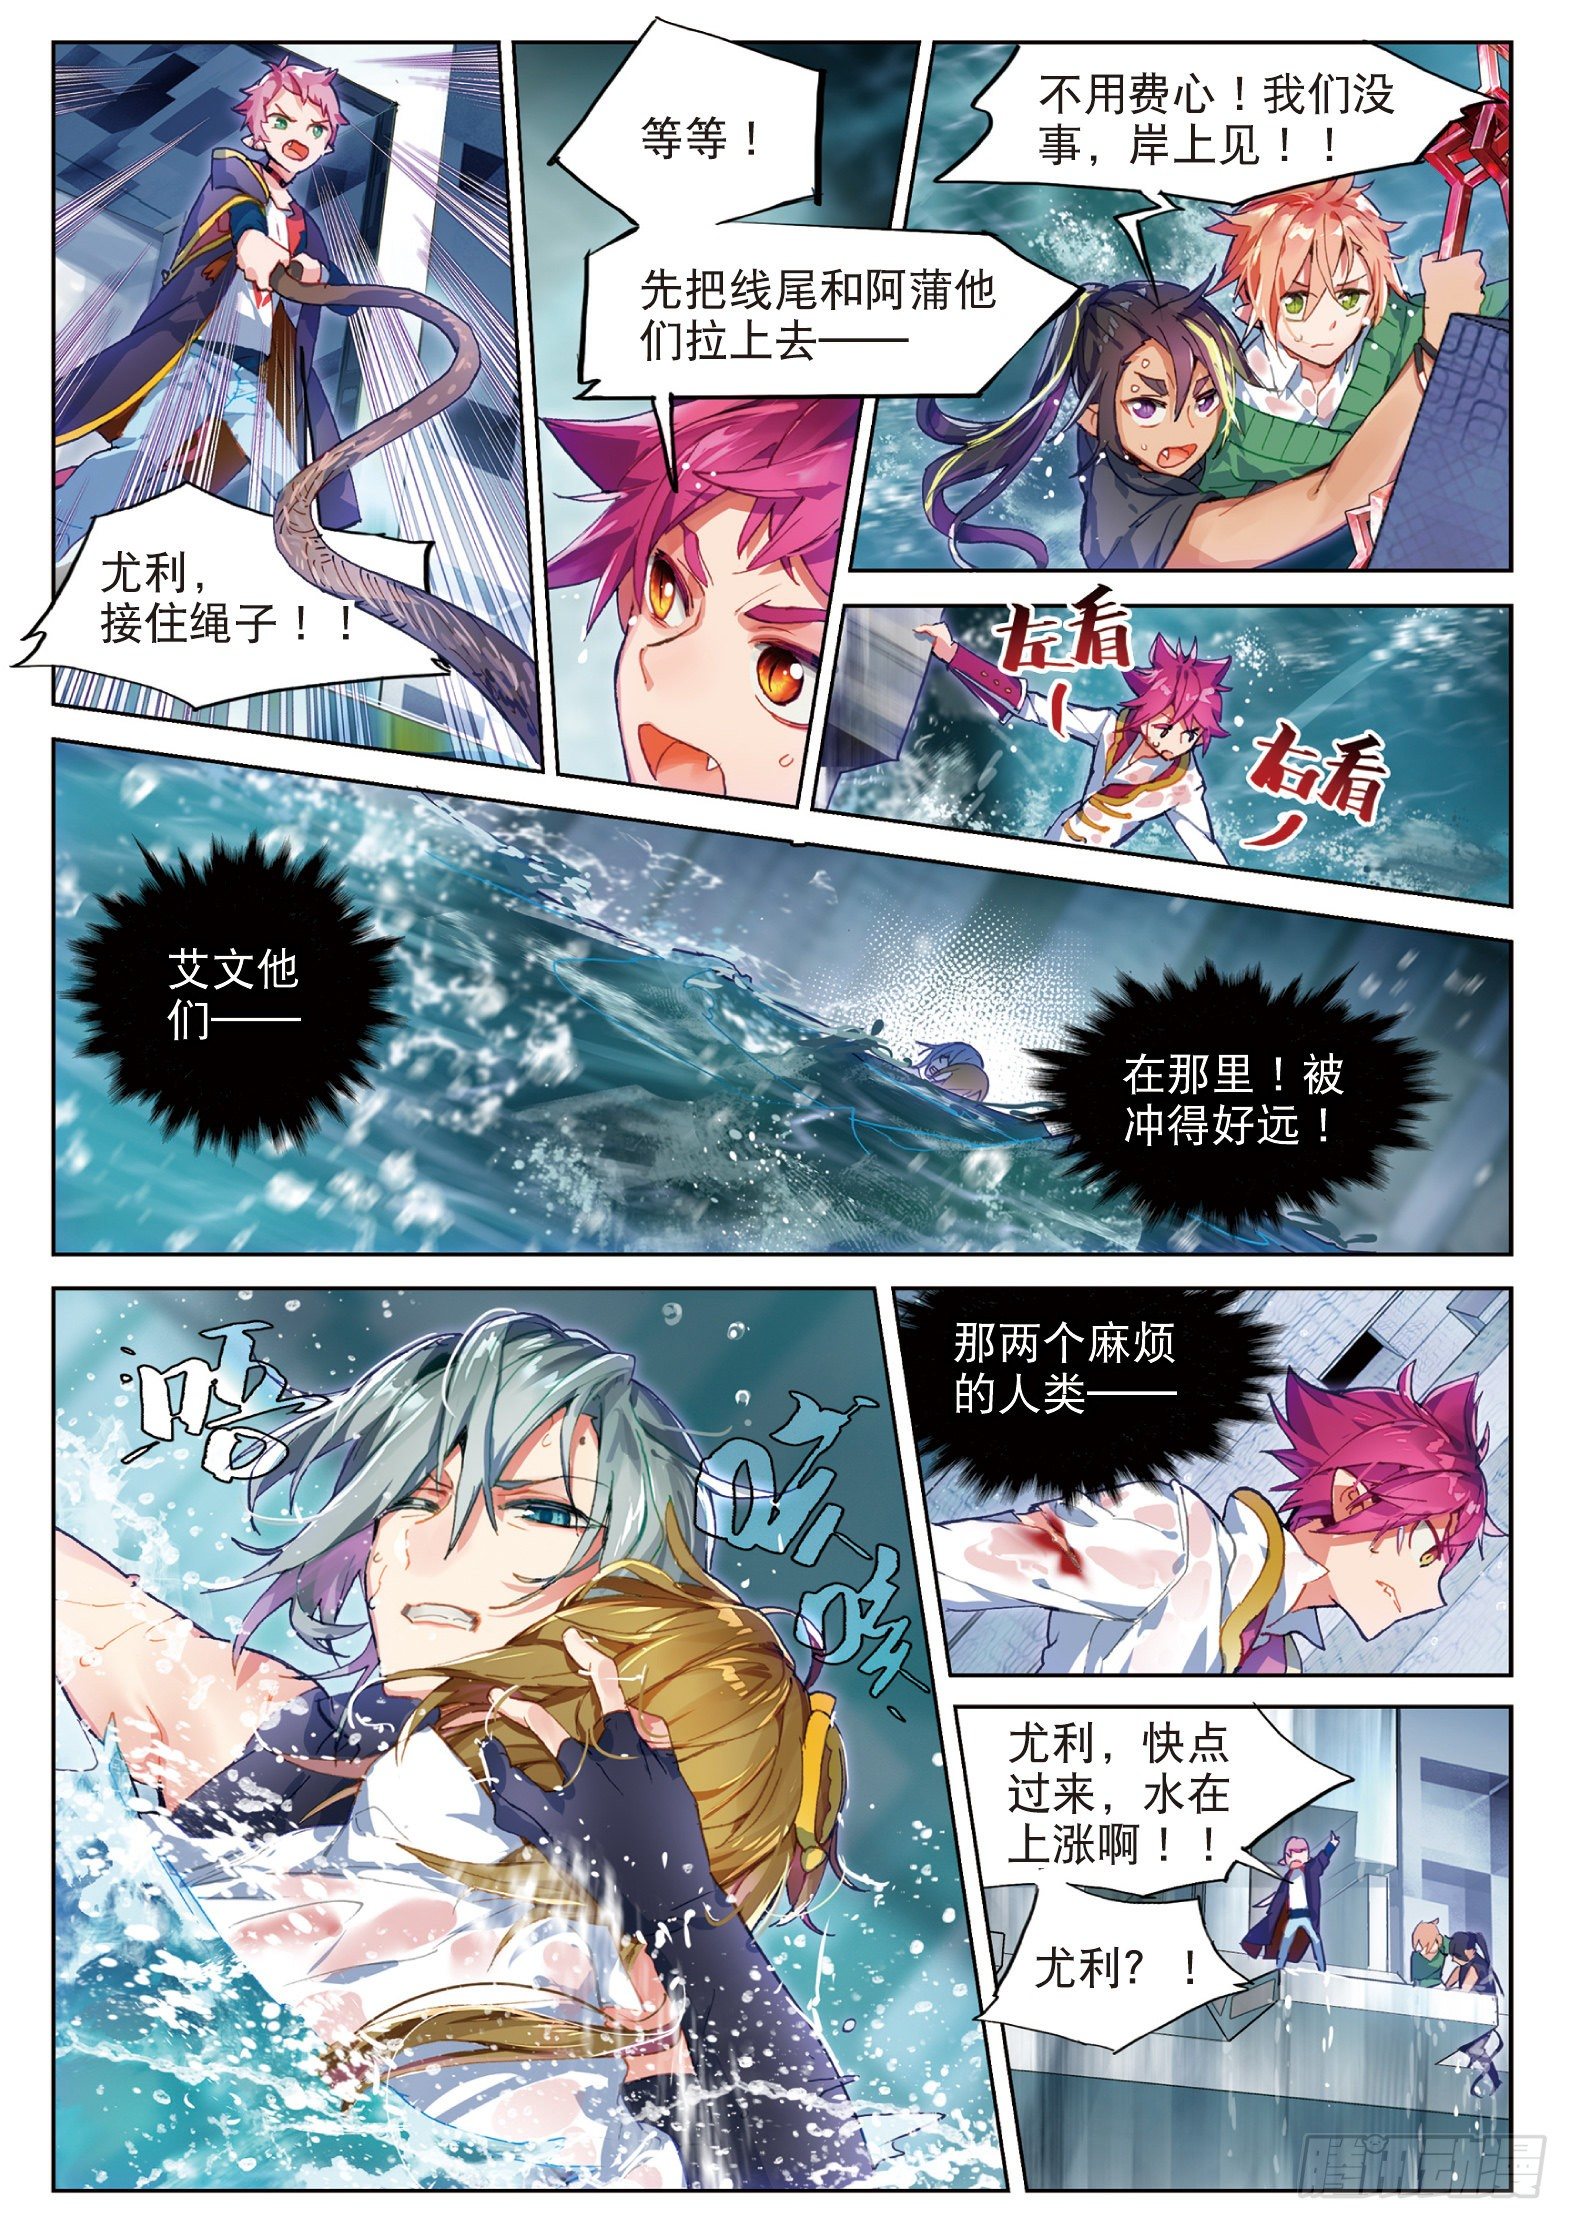 尤利，
接住绳子！！
等等！
先把线尾和阿蒲他
们拉上去——
不用费心！我们没
事，岸上见！！
左看
右看
艾文他
们——
在那里！被
冲得好远！
唔
咳
咳
那两个麻烦
的人类——
尤利，快点
过来，水在
上涨啊！！
尤利？！
腾讯动漫